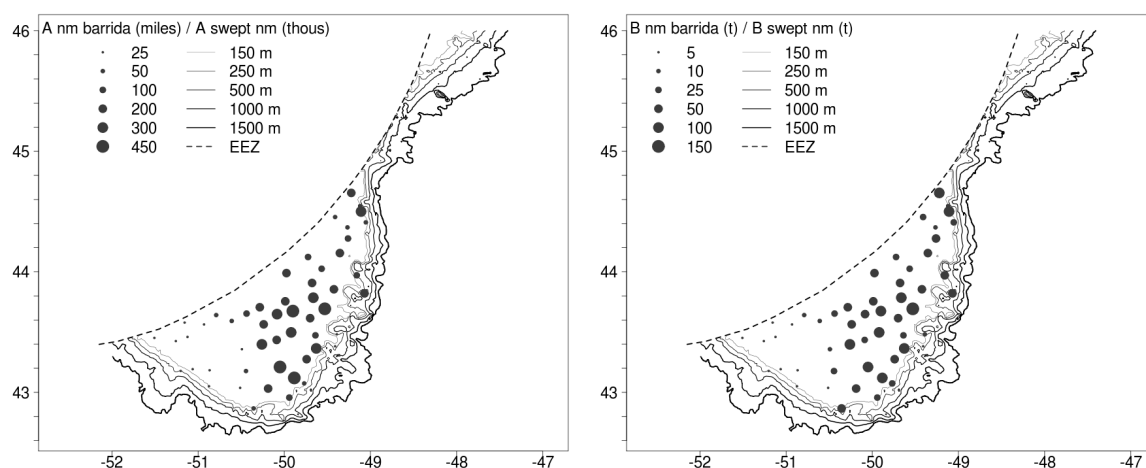 A nm barrida (miles) / A swept nm (thous)
25 150 m
50 250 m
100 500 m
200 1000 m
300 1500 m
450 EEZ
46
45
44
43
-52 -51 -50 -49 -48 -47
B nm barrida (t) / B swept nm (t)
5 150 m
10 250 m
25 500 m
50 1000 m
100 1500 m
150 EEZ
46
45
44
43
-52 -51 -50 -49 -48 -47